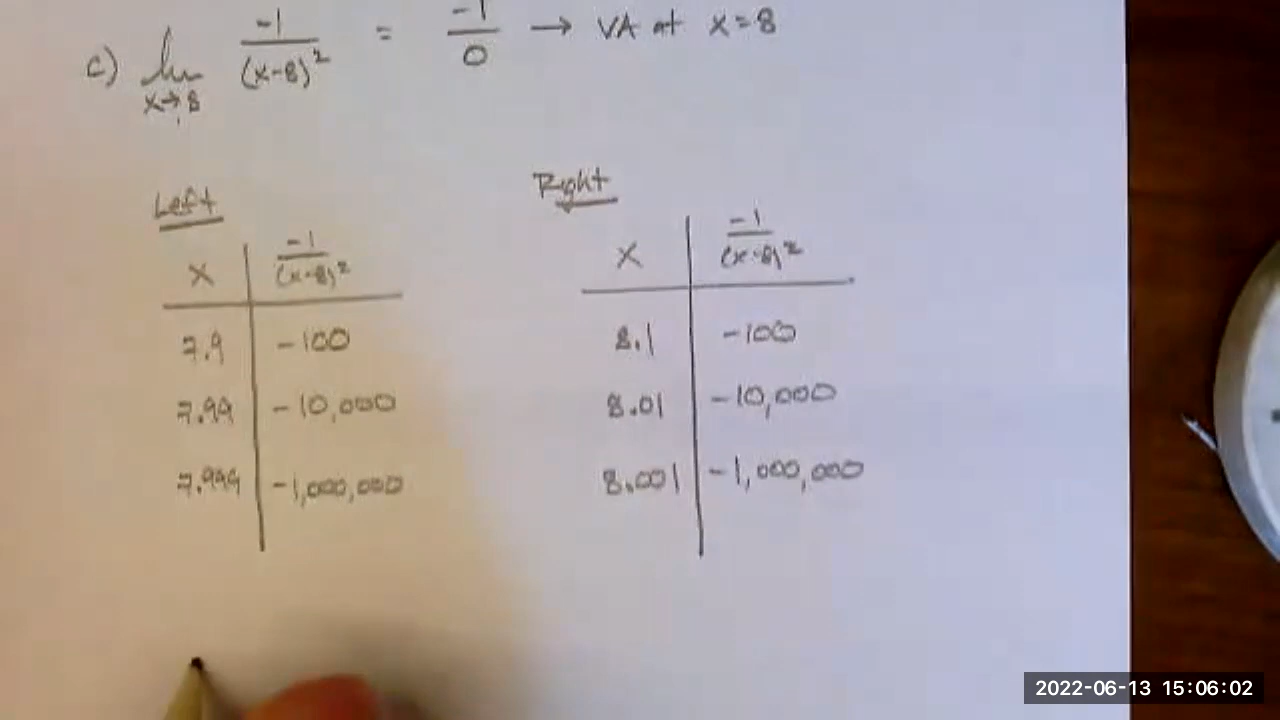 c) lim x→8 -1/(x-8)² = -1/0 → VA at x=8
Left
x | -1/(x-8)²
7.9 | -100
7.99 | -10,000
7.999 | -1,000,000
Right
x | -1/(x-8)²
8.1 | -100
8.01 | -10,000
8.001 | -1,000,000
2022-06-13 15:06:02